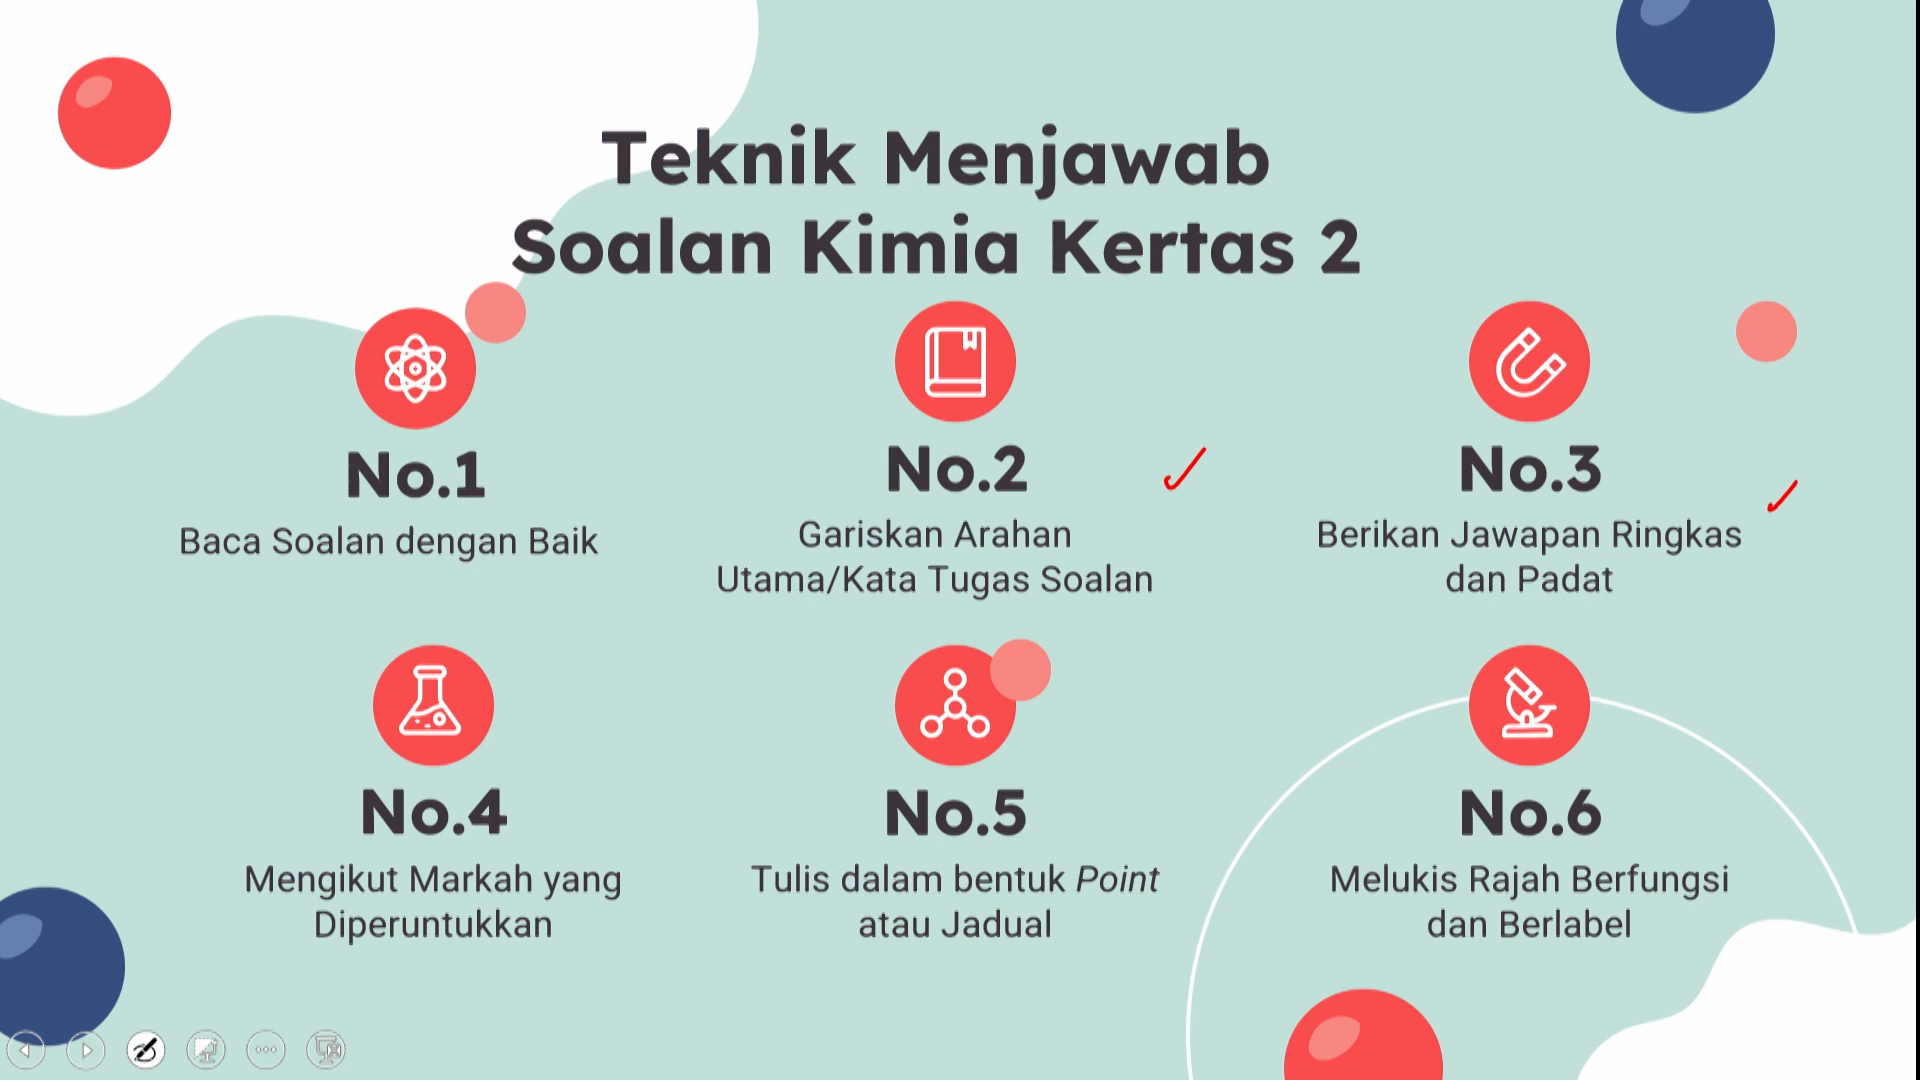 Teknik Menjawab
Soalan Kimia Kertas 2
No.1
Baca Soalan dengan Baik
No.2
Gariskan Arahan
Utama/Kata Tugas Soalan
No.3
Berikan Jawapan Ringkas
dan Padat
No.4
Mengikut Markah yang
Diperuntukkan
No.5
Tulis dalam bentuk Point
atau Jadual
No.6
Melukis Rajah Berfungsi
dan Berlabel